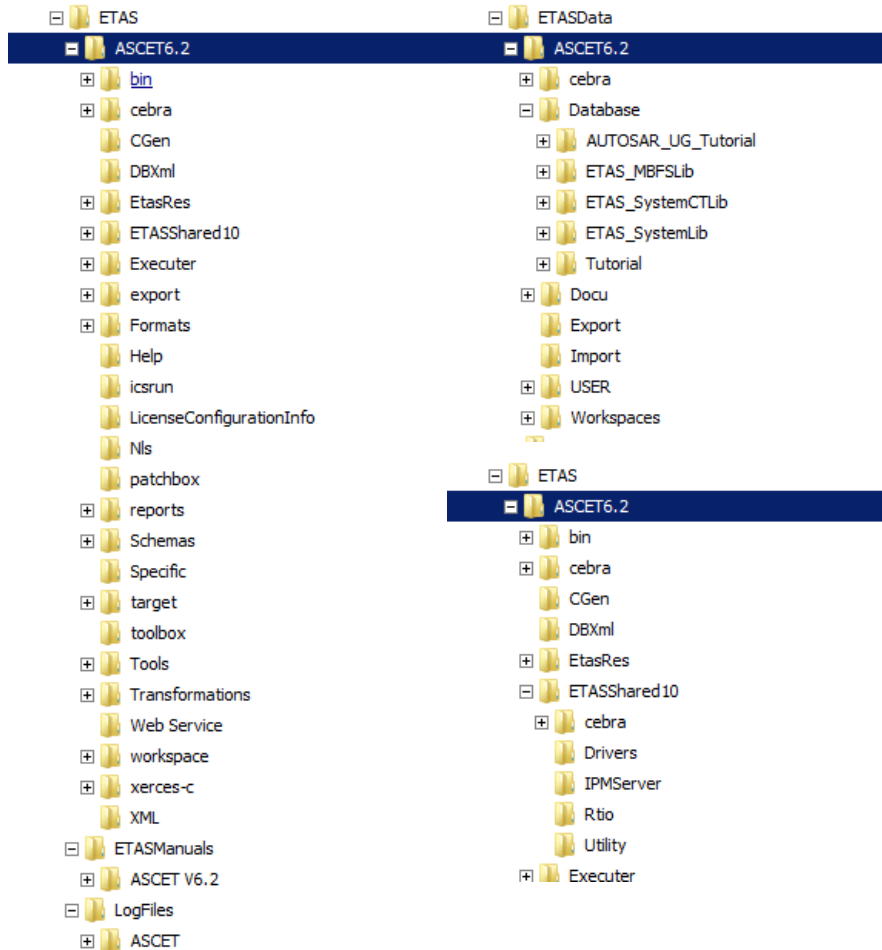 ETAS
ASCET6.2
bin
cebra
CGen
DBXml
EtasRes
ETASShared10
Executer
export
Formats
Help
icsrun
LicenseConfigurationInfo
Nls
patchbox
reports
Schemas
Specific
target
toolbox
Tools
Transformations
Web Service
workspace
xerces-c
XML
ETASManuals
ASCET V6.2
LogFiles
ASCET
ETASData
ASCET6.2
cebra
Database
AUTOSAR_UG_Tutorial
ETAS_MBFSLib
ETAS_SystemCTLib
ETAS_SystemLib
Tutorial
Docu
Export
Import
USER
Workspaces
ETAS
ASCET6.2
bin
cebra
CGen
DBXml
EtasRes
ETASShared10
cebra
Drivers
IPMServer
Rtio
Utility
Executer